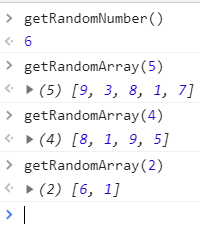 > getRandomNumber()
6
> getRandomArray(5)
(5) [9, 3, 8, 1, 7]
> getRandomArray(4)
(4) [8, 1, 9, 5]
> getRandomArray(2)
(2) [6, 1]
>